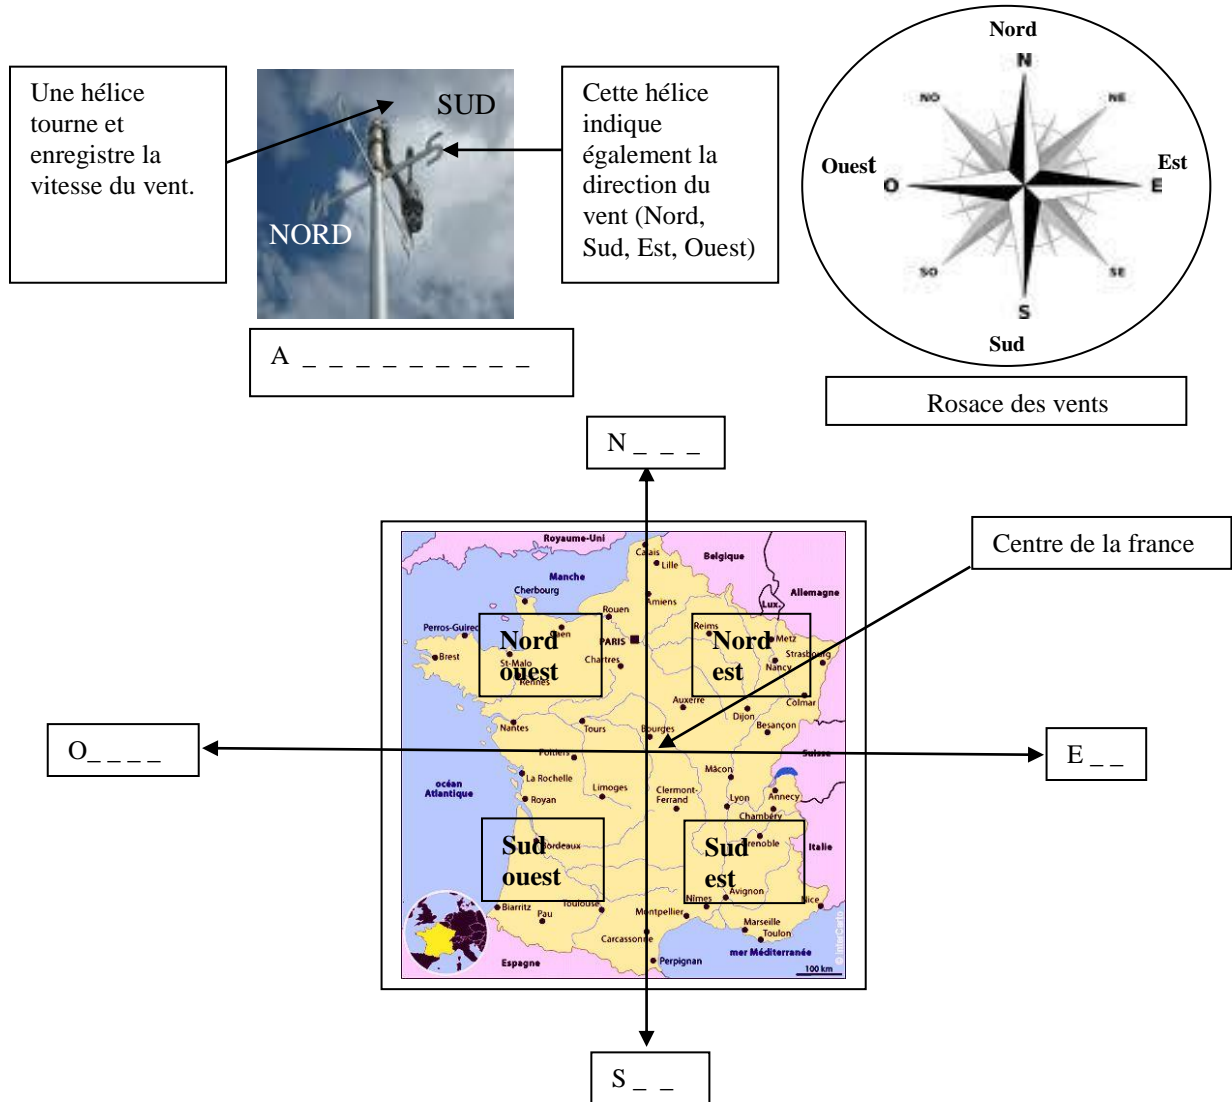 Une hélice
tourne et
enregistre la
vitesse du vent.
SUD
NORD
Cette hélice
indique
également la
direction du
vent (Nord,
Sud, Est, Ouest)
A _ _ _ _ _ _ _ _ _
Nord
N
NO
NE
Ouest
O
Est
E
SO
SE
S
Sud
Rosace des vents
N _ _ _
Centre de la france
O_ _ _ _
E _ _
S _ _
Royaume-Uni
Calais
Lille
Belgique
Manche
Allemagne
Cherbourg
Amiens
Lux.
Rouen
Perros-Guirec
Caen
Reims
Metz
Nord
ouest
PARIS
Nord
est
Strasbourg
Brest
St-Malo
Chartres
Nancy
Rennes
Auxerre
Colmar
Dijon
Nantes
Tours
Bourges
Besançon
Poitiers
Suisse
Mâcon
La Rochelle
océan
Atlantique
Limoges
Clermont-
Ferrand
Lyon
Annecy
Royan
Chambéry
Sud
ouest
Bordeaux
Sud
est
Grenoble
Italie
Avignon
Biarritz
Pau
Toulouse
Montpellier
Nîmes
Nice
Marseille
Toulon
Carcassonne
mer Méditerranée
Espagne
Perpignan
100 km
© InterCarto